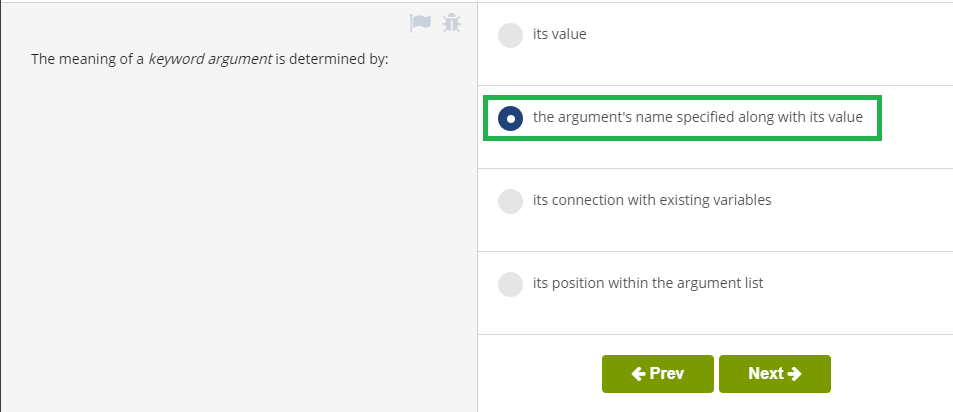 The meaning of a keyword argument is determined by:
its value
the argument's name specified along with its value
its connection with existing variables
its position within the argument list
Prev
Next